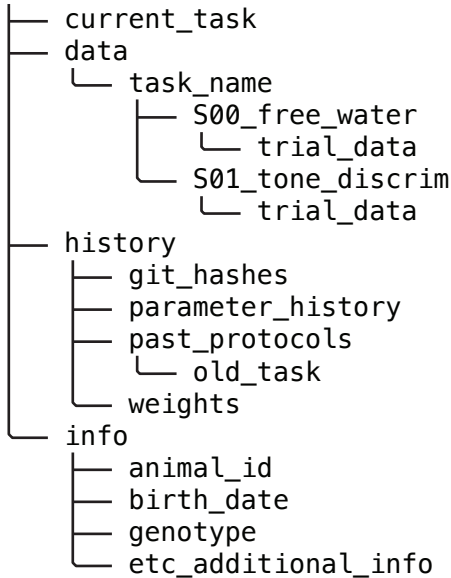 current_task
data
task_name
S00_free_water
trial_data
S01_tone_discrim
trial_data
history
git_hashes
parameter_history
past_protocols
old_task
weights
info
animal_id
birth_date
genotype
etc_additional_info